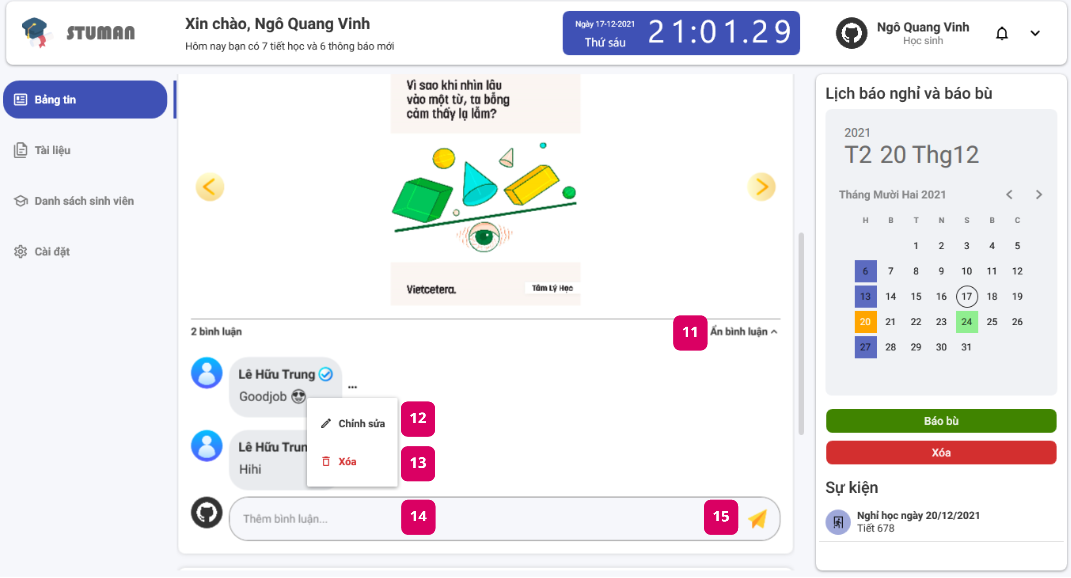 STUMAN
Xin chào, Ngô Quang Vinh
Hôm nay bạn có 7 tiết học và 6 thông báo mới
Ngày 17-12-2021
Thứ sáu
21:01.29
Ngô Quang Vinh
Học sinh
Bảng tin
Tài liệu
Danh sách sinh viên
Cài đặt
Vì sao khi nhìn lâu
vào một từ, ta bỗng
cảm thấy lạ lẫm?
Vietcetera.
Tâm Lý Học
2 bình luận
11
Ẩn bình luận
Lê Hữu Trung
...
Goodjob
Chỉnh sửa
12
Xóa
13
Lê Hữu Trun
Hihi
Thêm bình luận...
14
15
Lịch báo nghỉ và báo bù
2021
T2 20 Thg12
Tháng Mười Hai 2021
H B T N S B C
1 2 3 4 5
6 7 8 9 10 11 12
13 14 15 16 17 18 19
20 21 22 23 24 25 26
27 28 29 30 31
Báo bù
Xóa
Sự kiện
Nghỉ học ngày 20/12/2021
Tiết 678